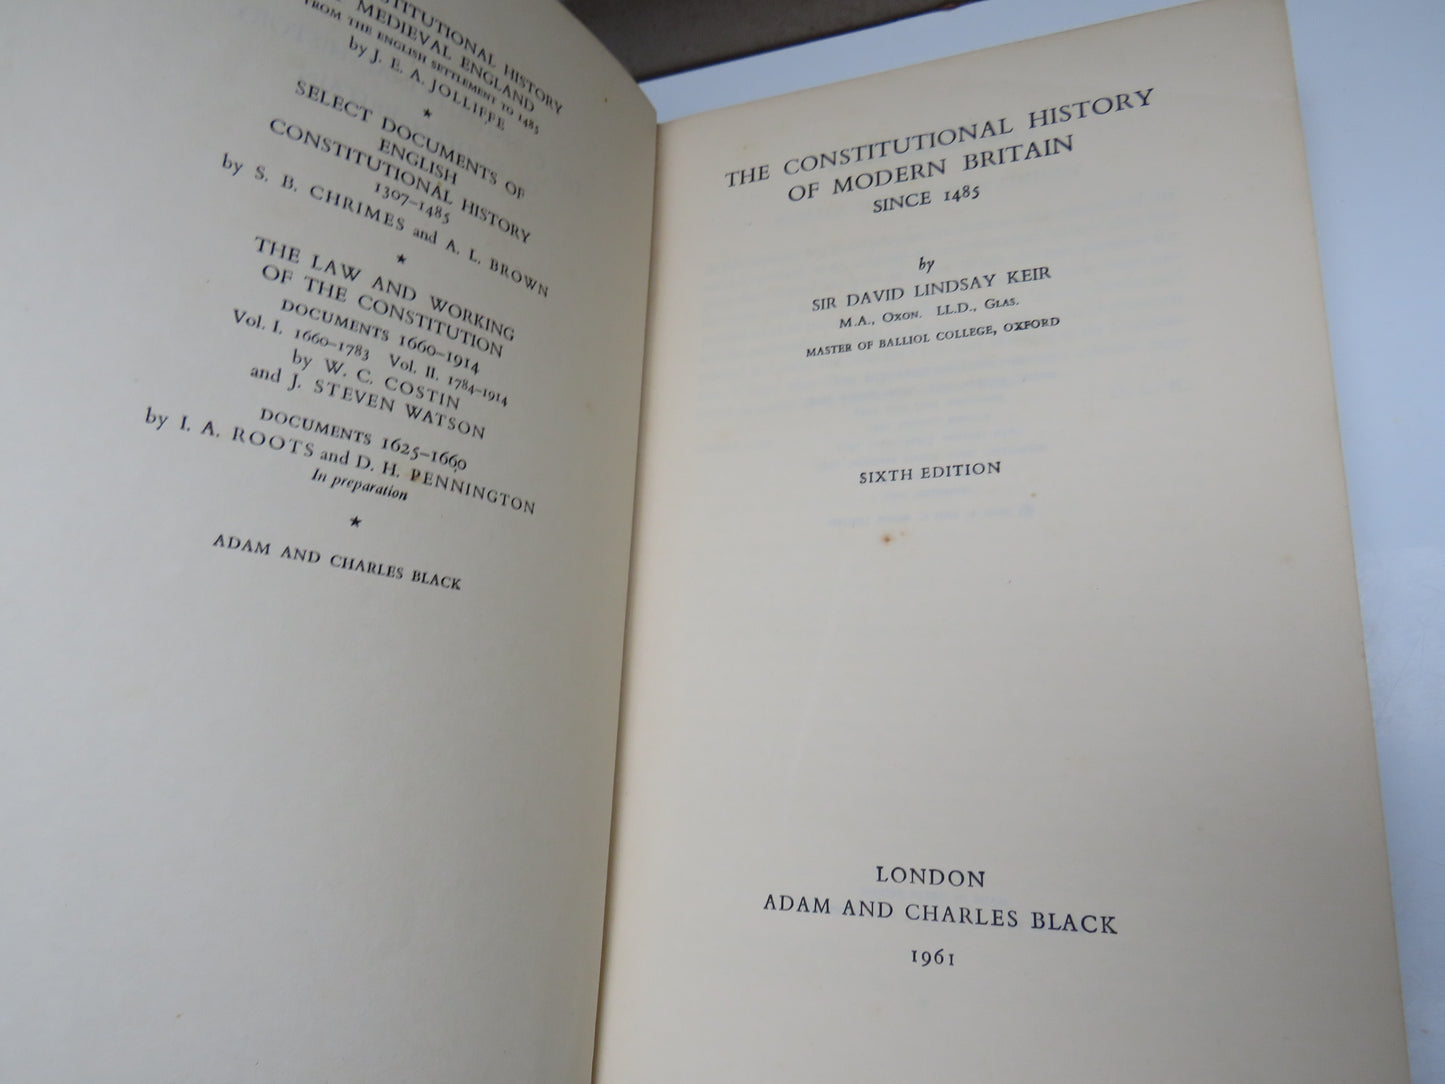 HISTORY
MEDIEVAL ENGLAND
FROM THE ENGLISH SETTLEMENT TO 1485
by J. E. A. JOLLIFFE
★
SELECT DOCUMENTS OF
ENGLISH
CONSTITUTIONAL HISTORY
1307–1485
by S. B. CHRIMES and A. L. BROWN
★
THE LAW AND WORKING
OF THE CONSTITUTION
DOCUMENTS 1660–1914
Vol. I. 1660–1783 Vol. II. 1784–1914
by W. C. COSTIN
and J. STEVEN WATSON
DOCUMENTS 1625–1660
by I. A. ROOTS and D. H. PENNINGTON
In preparation
★
ADAM AND CHARLES BLACK
THE CONSTITUTIONAL HISTORY
OF MODERN BRITAIN
SINCE 1485
by
SIR DAVID LINDSAY KEIR
M.A., OXON. LL.D., GLAS.
MASTER OF BALLIOL COLLEGE, OXFORD
SIXTH EDITION
LONDON
ADAM AND CHARLES BLACK
1961